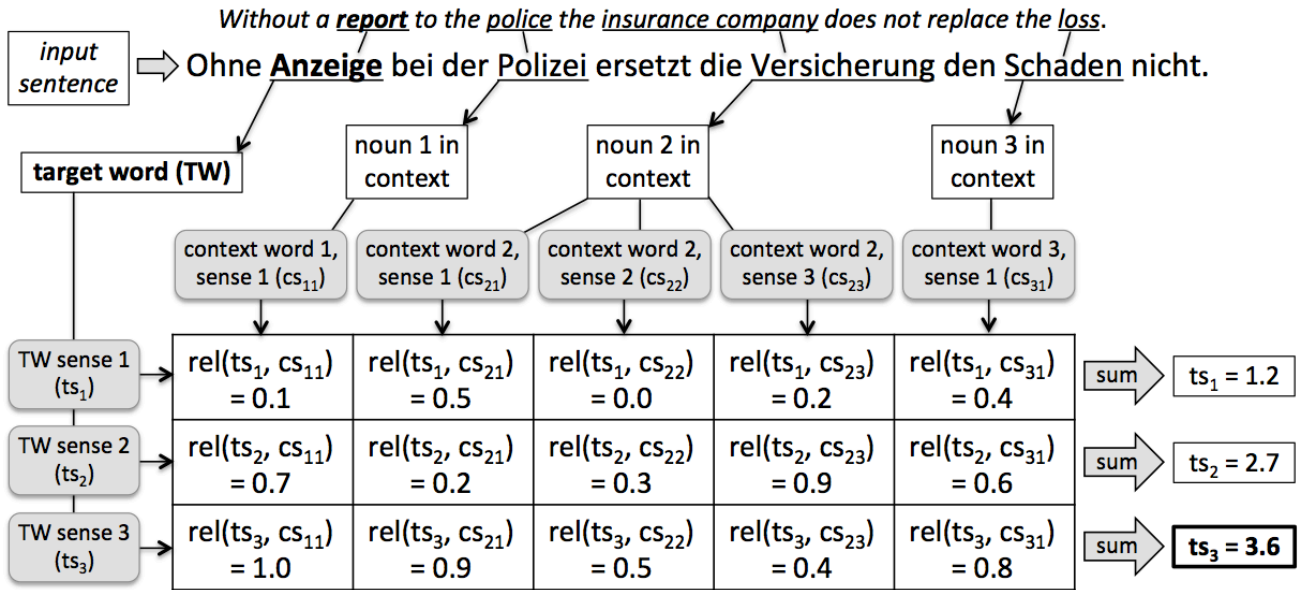 Without a report to the police the insurance company does not replace the loss.
input
sentence
Ohne Anzeige bei der Polizei ersetzt die Versicherung den Schaden nicht.
target word (TW)
noun 1 in
context
noun 2 in
context
noun 3 in
context
context word 1,
sense 1 (cs₁₁)
context word 2,
sense 1 (cs₂₁)
context word 2,
sense 2 (cs₂₂)
context word 2,
sense 3 (cs₂₃)
context word 3,
sense 1 (cs₃₁)
TW sense 1
(ts₁)
rel(ts₁, cs₁₁)
= 0.1
rel(ts₁, cs₂₁)
= 0.5
rel(ts₁, cs₂₂)
= 0.0
rel(ts₁, cs₂₃)
= 0.2
rel(ts₁, cs₃₁)
= 0.4
sum
ts₁ = 1.2
TW sense 2
(ts₂)
rel(ts₂, cs₁₁)
= 0.7
rel(ts₂, cs₂₁)
= 0.2
rel(ts₂, cs₂₂)
= 0.3
rel(ts₂, cs₂₃)
= 0.9
rel(ts₂, cs₃₁)
= 0.6
sum
ts₂ = 2.7
TW sense 3
(ts₃)
rel(ts₃, cs₁₁)
= 1.0
rel(ts₃, cs₂₁)
= 0.9
rel(ts₃, cs₂₂)
= 0.5
rel(ts₃, cs₂₃)
= 0.4
rel(ts₃, cs₃₁)
= 0.8
sum
ts₃ = 3.6